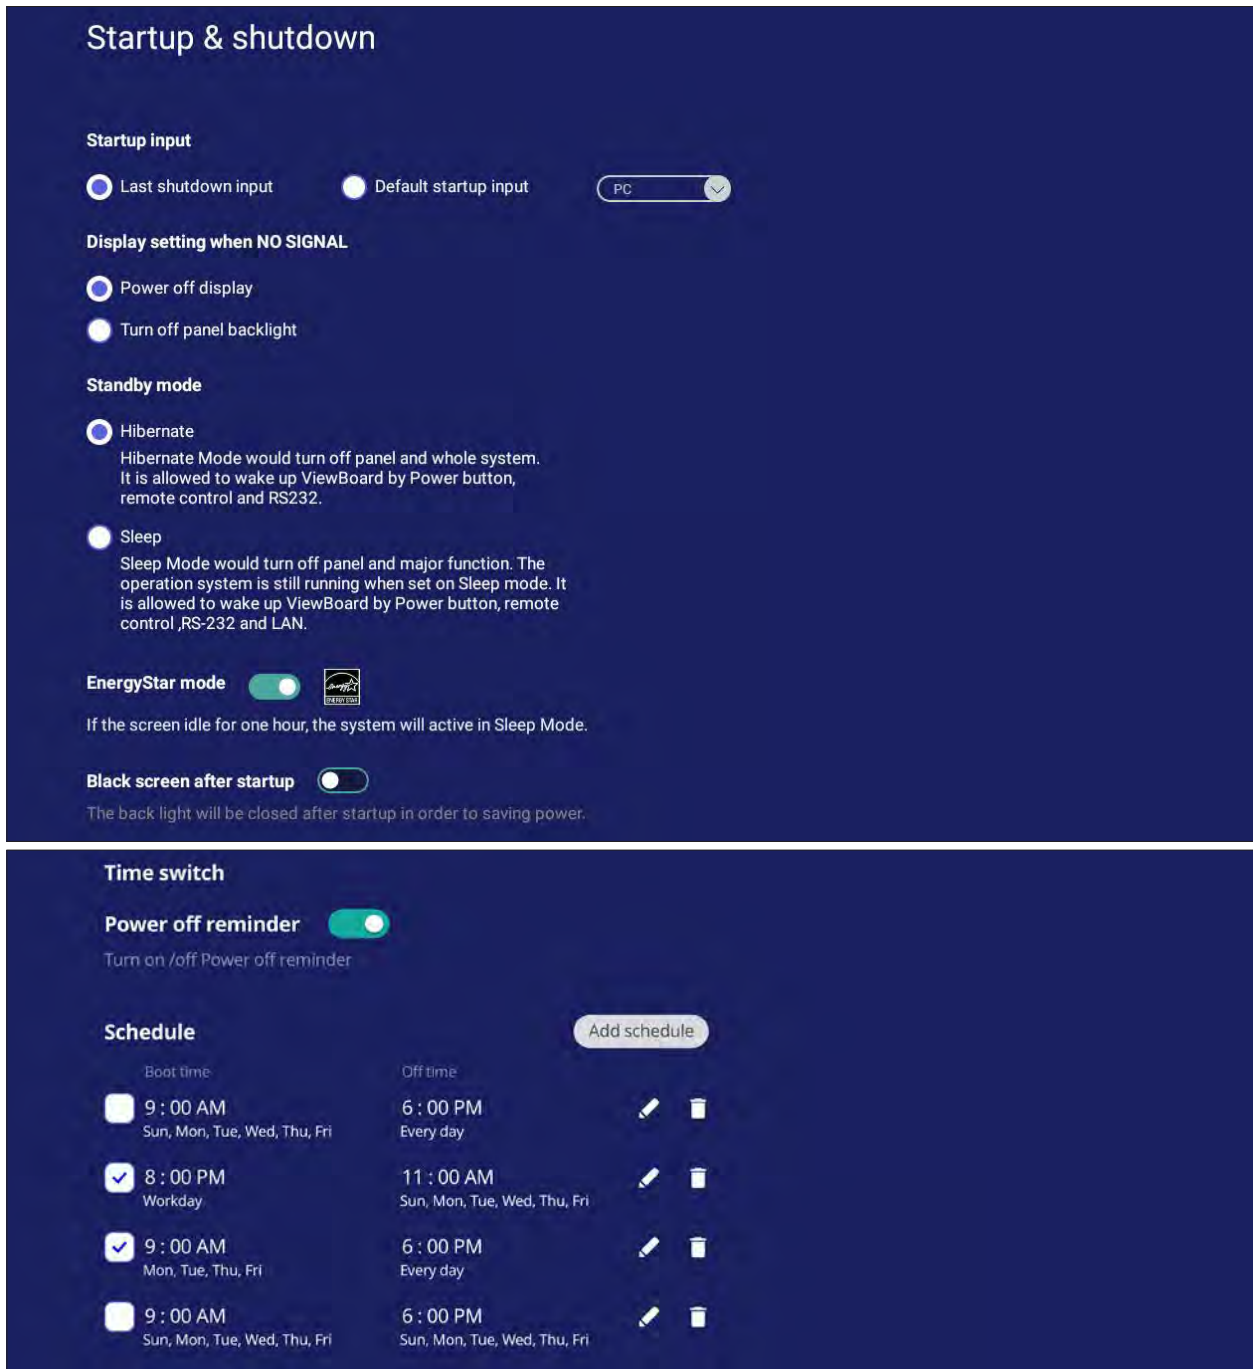 Startup & shutdown
Startup input
Last shutdown input
Default startup input
PC
Display setting when NO SIGNAL
Power off display
Turn off panel backlight
Standby mode
Hibernate
Hibernate Mode would turn off panel and whole system.
It is allowed to wake up ViewBoard by Power button,
remote control and RS232.
Sleep
Sleep Mode would turn off panel and major function. The
operation system is still running when set on Sleep mode. It
is allowed to wake up ViewBoard by Power button, remote
control ,RS-232 and LAN.
EnergyStar mode
energy
ENERGY STAR
If the screen idle for one hour, the system will active in Sleep Mode.
Black screen after startup
The back light will be closed after startup in order to saving power.
Time switch
Power off reminder
Turn on /off Power off reminder
Schedule
Add schedule
Boot time
Off time
9 : 00 AM
6 : 00 PM
Sun, Mon, Tue, Wed, Thu, Fri
Every day
8 : 00 PM
11 : 00 AM
Workday
Sun, Mon, Tue, Wed, Thu, Fri
9 : 00 AM
6 : 00 PM
Mon, Tue, Thu, Fri
Every day
9 : 00 AM
6 : 00 PM
Sun, Mon, Tue, Wed, Thu, Fri
Sun, Mon, Tue, Wed, Thu, Fri